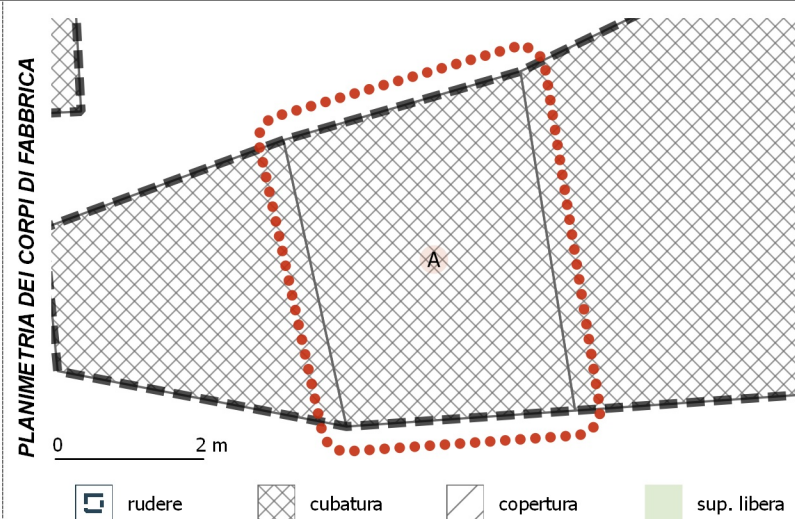 PLANIMETRIA DEI CORPI DI FABBRICA
A
0 2 m
rudere cubatura copertura sup. libera